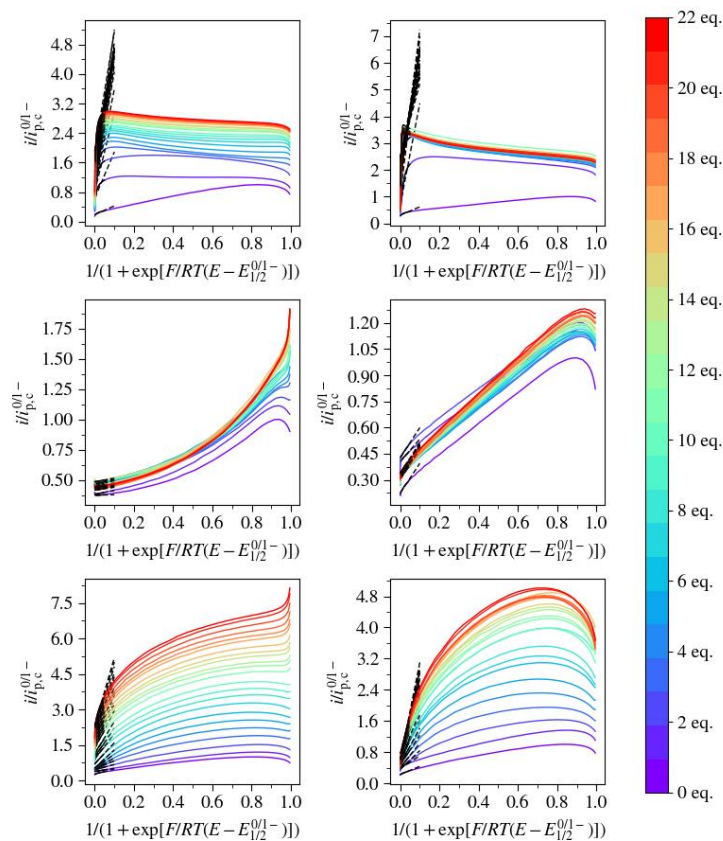 4.8
4.0
3.2
2.4
1.6
0.8
0.0
i/i_{p,c}^{0/1−}
0.0 0.2 0.4 0.6 0.8 1.0
1/(1 + exp[F/RT(E − E_{1/2}^{0/1−})])
7
6
5
4
3
2
1
0
i/i_{p,c}^{0/1−}
0.0 0.2 0.4 0.6 0.8 1.0
1/(1 + exp[F/RT(E − E_{1/2}^{0/1−})])
1.75
1.50
1.25
1.00
0.75
0.50
i/i_{p,c}^{0/1−}
0.0 0.2 0.4 0.6 0.8 1.0
1/(1 + exp[F/RT(E − E_{1/2}^{0/1−})])
1.20
1.05
0.90
0.75
0.60
0.45
0.30
i/i_{p,c}^{0/1−}
0.0 0.2 0.4 0.6 0.8 1.0
1/(1 + exp[F/RT(E − E_{1/2}^{0/1−})])
7.5
6.0
4.5
3.0
1.5
0.0
i/i_{p,c}^{0/1−}
0.0 0.2 0.4 0.6 0.8 1.0
1/(1 + exp[F/RT(E − E_{1/2}^{0/1−})])
4.8
4.0
3.2
2.4
1.6
0.8
0.0
i/i_{p,c}^{0/1−}
0.0 0.2 0.4 0.6 0.8 1.0
1/(1 + exp[F/RT(E − E_{1/2}^{0/1−})])
22 eq.
20 eq.
18 eq.
16 eq.
14 eq.
12 eq.
10 eq.
8 eq.
6 eq.
4 eq.
2 eq.
0 eq.